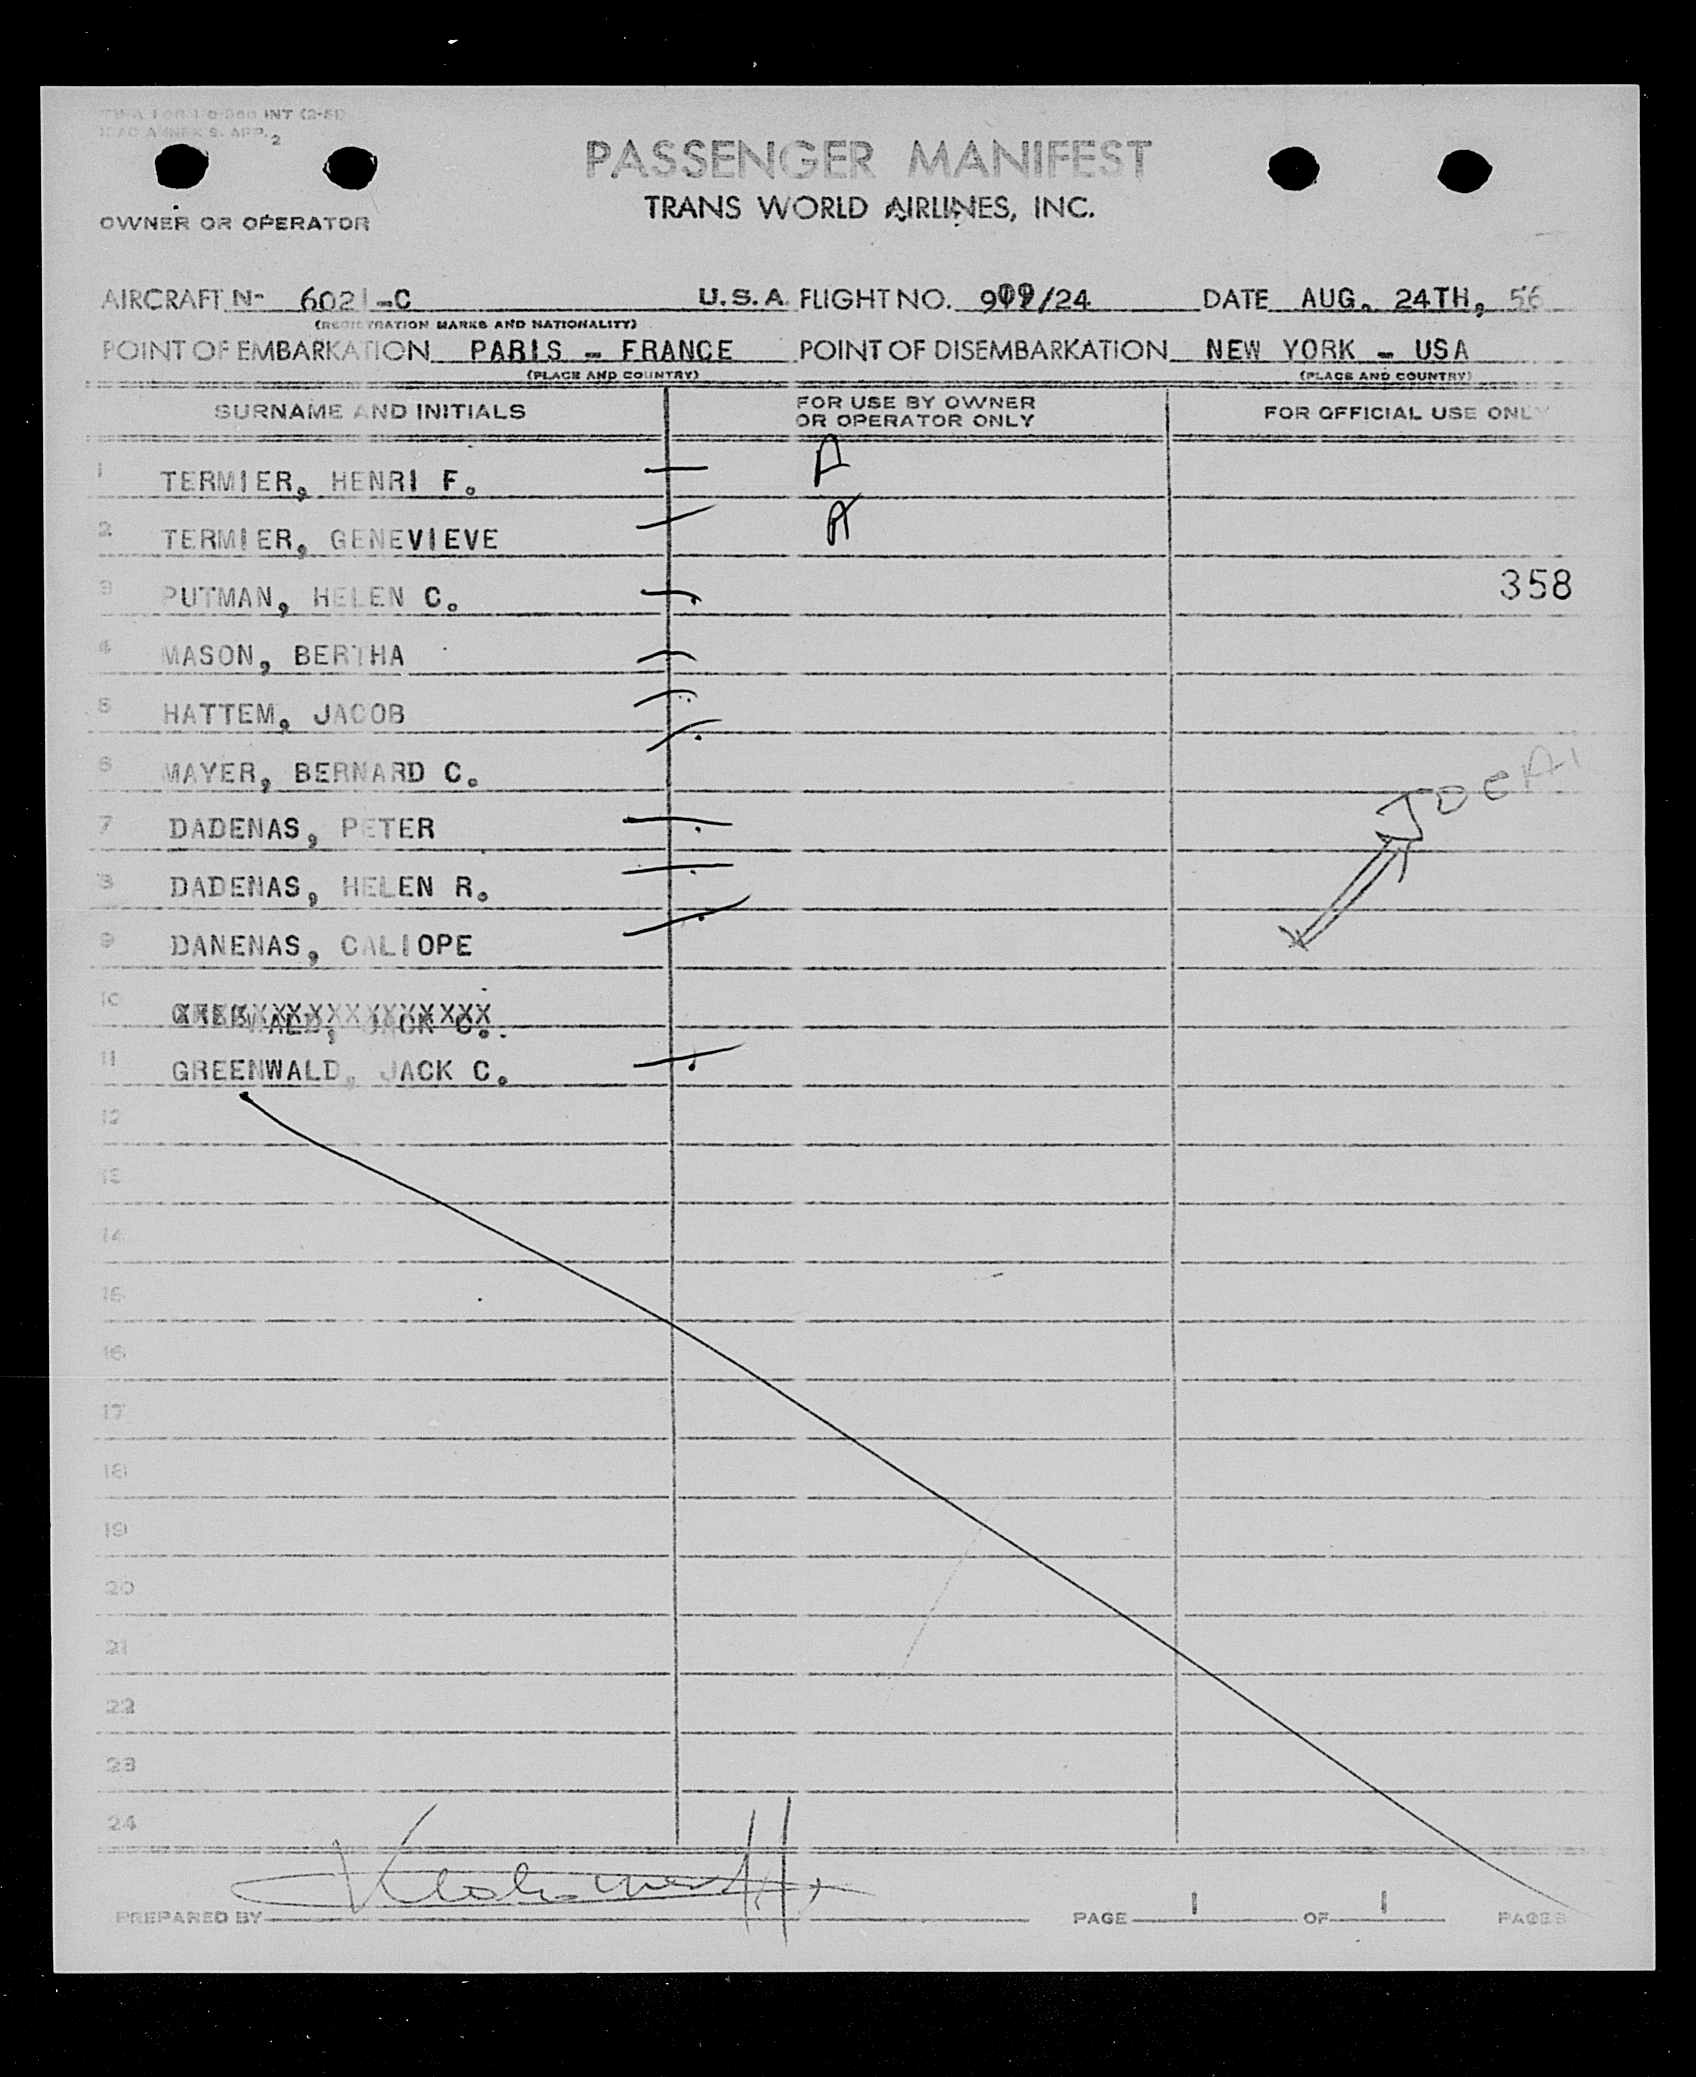 INT (2-51)
2
PASSENGER MANIFEST
TRANS WORLD AIRLINES, INC.
OWNER OR OPERATOR
AIRCRAFT N- 6021-C U.S.A. FLIGHT NO. /24 DATE AUG. 24TH, 56
(REGISTRATION MARKS AND NATIONALITY)
POINT OF EMBARKATION PARIS - FRANCE POINT OF DISEMBARKATION NEW YORK - USA
(PLACE AND COUNTRY) (PLACE AND COUNTRY)
SURNAME AND INITIALS FOR USE BY OWNER OR OPERATOR ONLY FOR OFFICIAL USE ONLY
1 TERMIER, HENRI F. A
2 TERMIER, GENEVIEVE A
3 PUTMAN, HELEN C. 358
4 MASON, BERTHA
5 HATTEM, JACOB
6 MAYER, BERNARD C.
7 DADENAS, PETER
8 DADENAS, HELEN R.
9 DANENAS, CALIOPE
10
11 GREENWALD, JACK C.
12
13
14
15
16
17
18
19
20
21
22
23
24
PREPARED BY PAGE 1 OF 1 PAGES